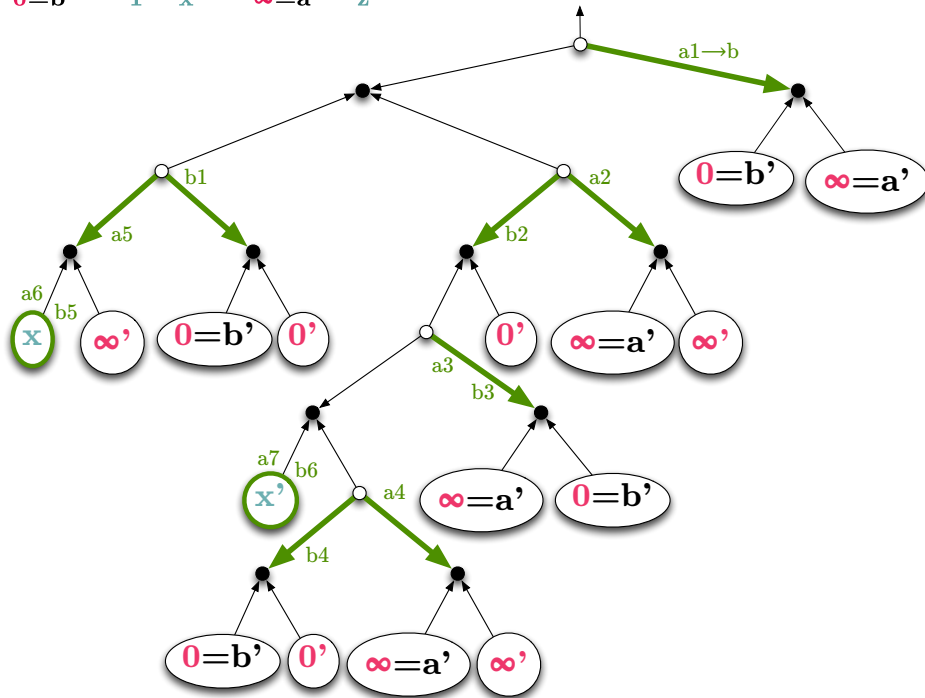 a1→b
0=b' ∞=a'
b1 a2
a5 b2
a6 b5
x ∞' 0=b' 0' 0' ∞=a' ∞'
a3 b3
a7 b6 a4
x' ∞=a' 0=b'
b4
0=b' 0' ∞=a' ∞'